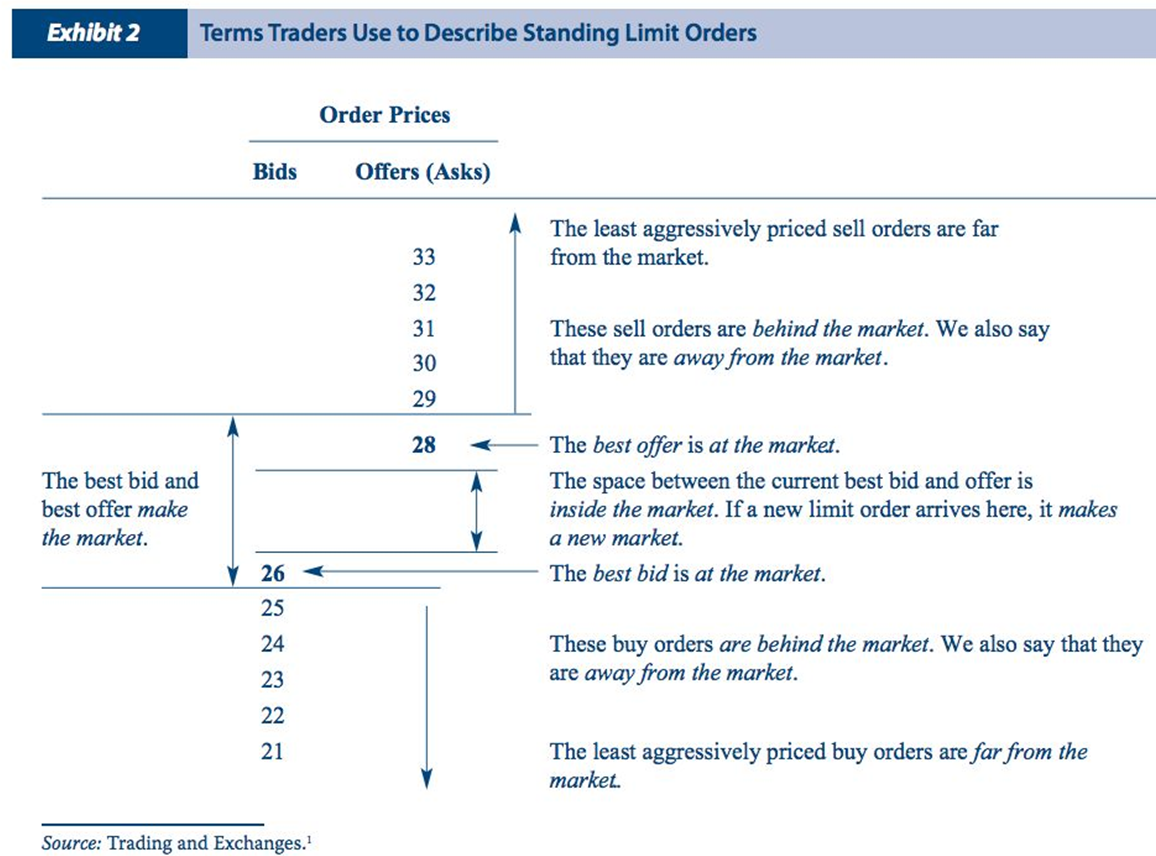 Exhibit 2
Terms Traders Use to Describe Standing Limit Orders
Order Prices
Bids
Offers (Asks)
33
The least aggressively priced sell orders are far
from the market.
32
31
These sell orders are behind the market. We also say
that they are away from the market.
30
29
28
The best offer is at the market.
The best bid and
best offer make
the market.
The space between the current best bid and offer is
inside the market. If a new limit order arrives here, it makes
a new market.
26
The best bid is at the market.
25
24
These buy orders are behind the market. We also say that they
are away from the market.
23
22
21
The least aggressively priced buy orders are far from the
market.
Source: Trading and Exchanges.¹